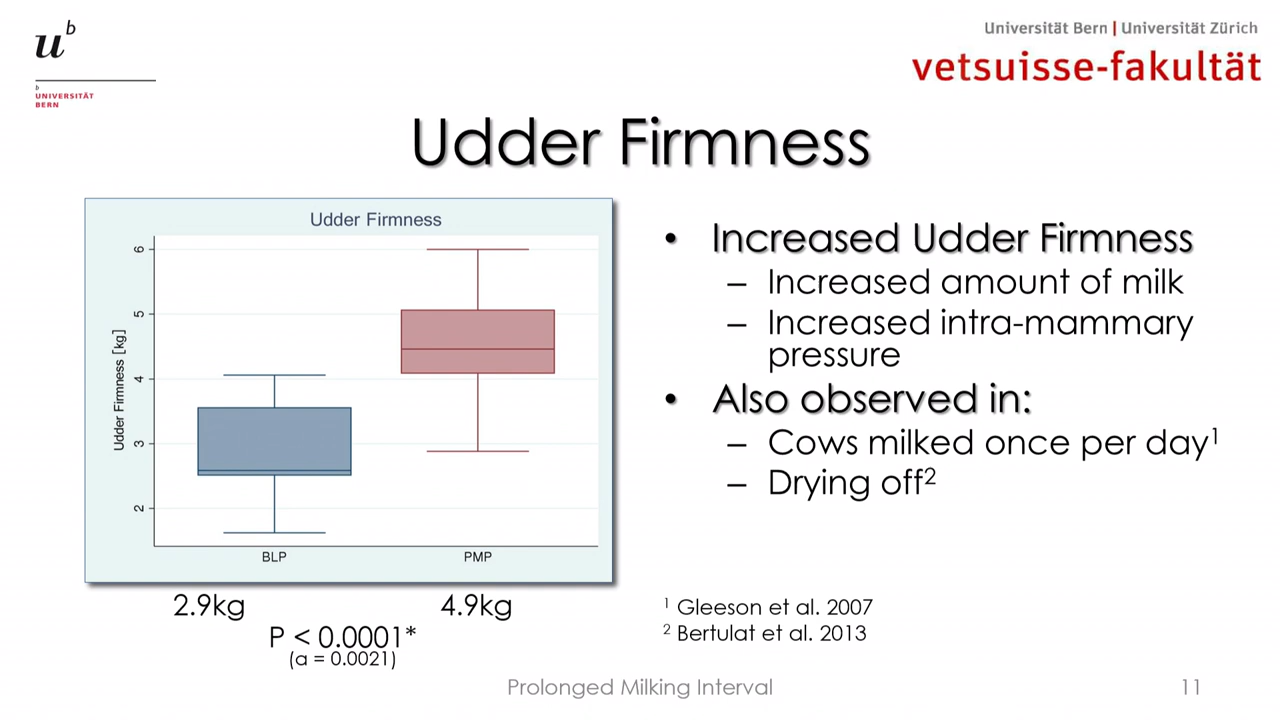 u^b
b
UNIVERSITÄT
BERN
Universität Bern | Universität Zürich
vetsuisse-fakultät
Udder Firmness
Udder Firmness
Udder Firmness [kg]
6
5
4
3
2
BLP
PMP
2.9kg
4.9kg
P < 0.0001*
(α = 0.0021)
• Increased Udder Firmness
– Increased amount of milk
– Increased intra-mammary
pressure
• Also observed in:
– Cows milked once per day¹
– Drying off²
¹ Gleeson et al. 2007
² Bertulat et al. 2013
Prolonged Milking Interval
11